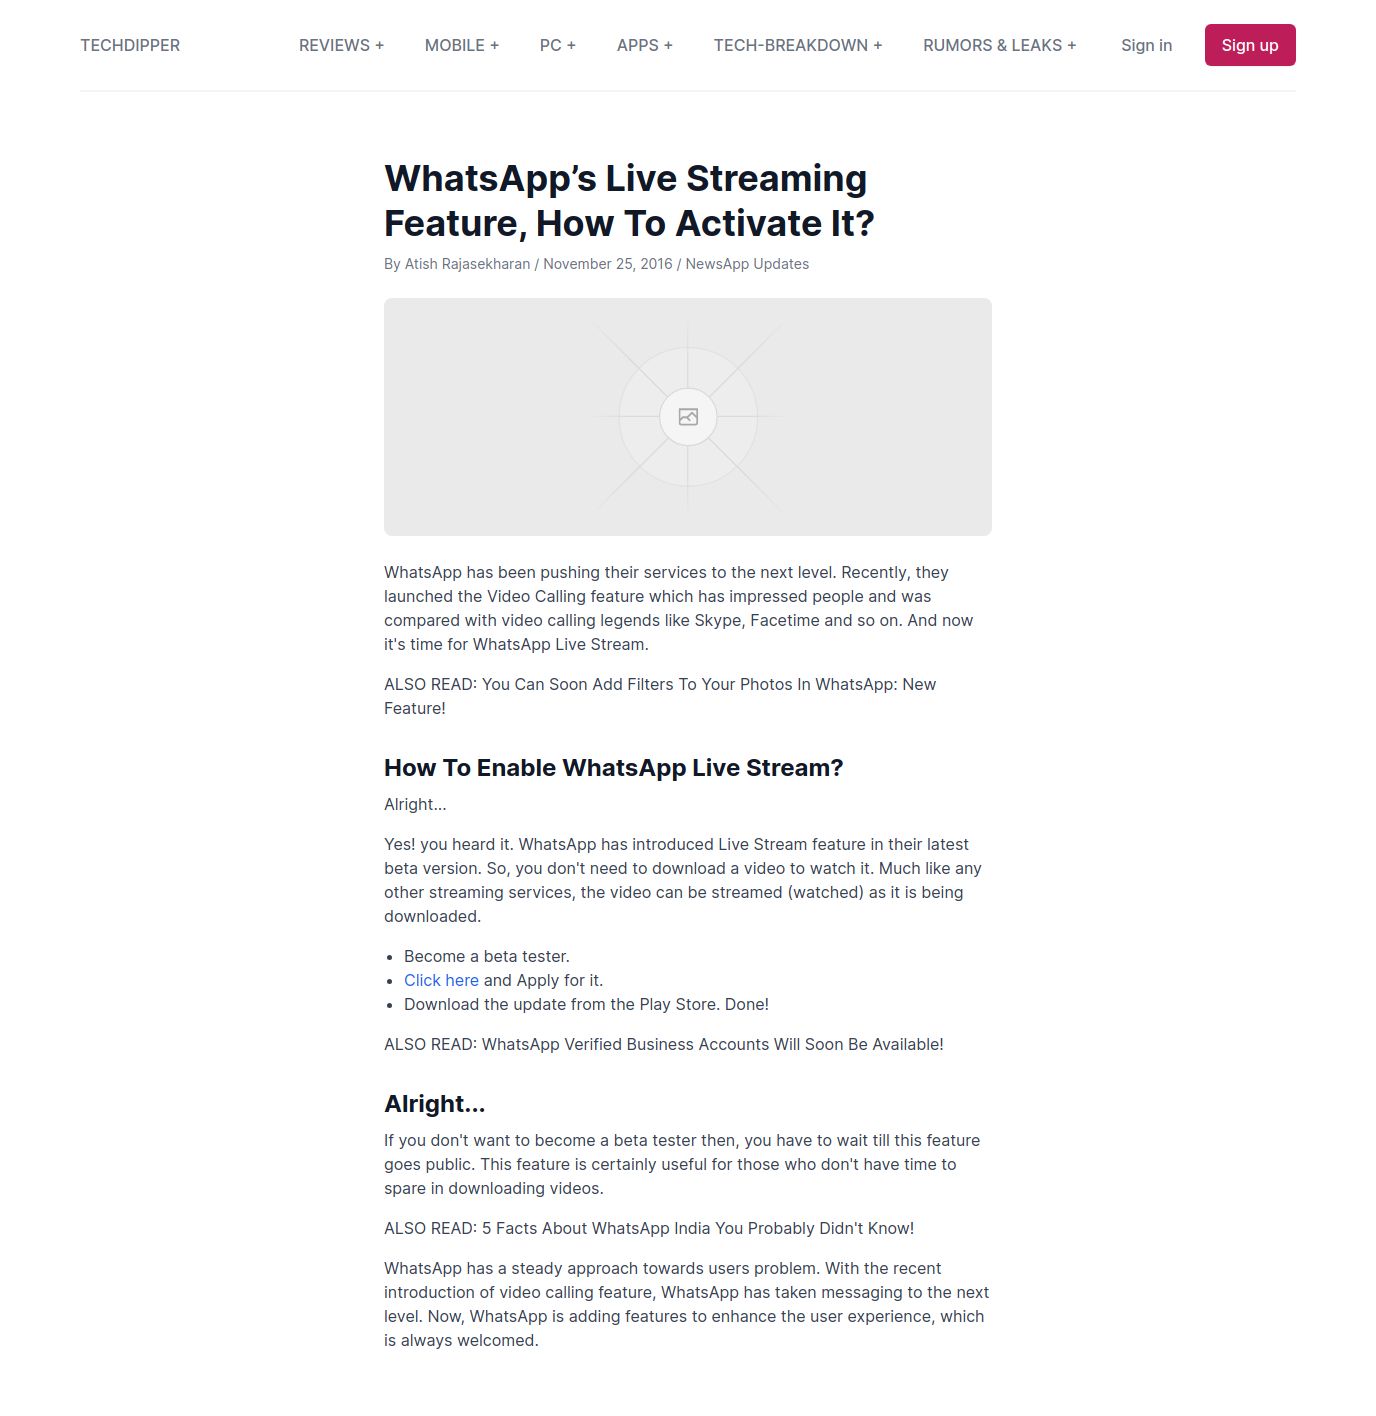 TECHDIPPER REVIEWS + MOBILE + PC + APPS + TECH-BREAKDOWN + RUMORS & LEAKS + Sign in Sign up
WhatsApp’s Live Streaming
Feature, How To Activate It?
By Atish Rajasekharan / November 25, 2016 / NewsApp Updates
WhatsApp has been pushing their services to the next level. Recently, they
launched the Video Calling feature which has impressed people and was
compared with video calling legends like Skype, Facetime and so on. And now
it's time for WhatsApp Live Stream.
ALSO READ: You Can Soon Add Filters To Your Photos In WhatsApp: New
Feature!
How To Enable WhatsApp Live Stream?
Alright...
Yes! you heard it. WhatsApp has introduced Live Stream feature in their latest
beta version. So, you don't need to download a video to watch it. Much like any
other streaming services, the video can be streamed (watched) as it is being
downloaded.
• Become a beta tester.
• Click here and Apply for it.
• Download the update from the Play Store. Done!
ALSO READ: WhatsApp Verified Business Accounts Will Soon Be Available!
Alright...
If you don't want to become a beta tester then, you have to wait till this feature
goes public. This feature is certainly useful for those who don't have time to
spare in downloading videos.
ALSO READ: 5 Facts About WhatsApp India You Probably Didn't Know!
WhatsApp has a steady approach towards users problem. With the recent
introduction of video calling feature, WhatsApp has taken messaging to the next
level. Now, WhatsApp is adding features to enhance the user experience, which
is always welcomed.